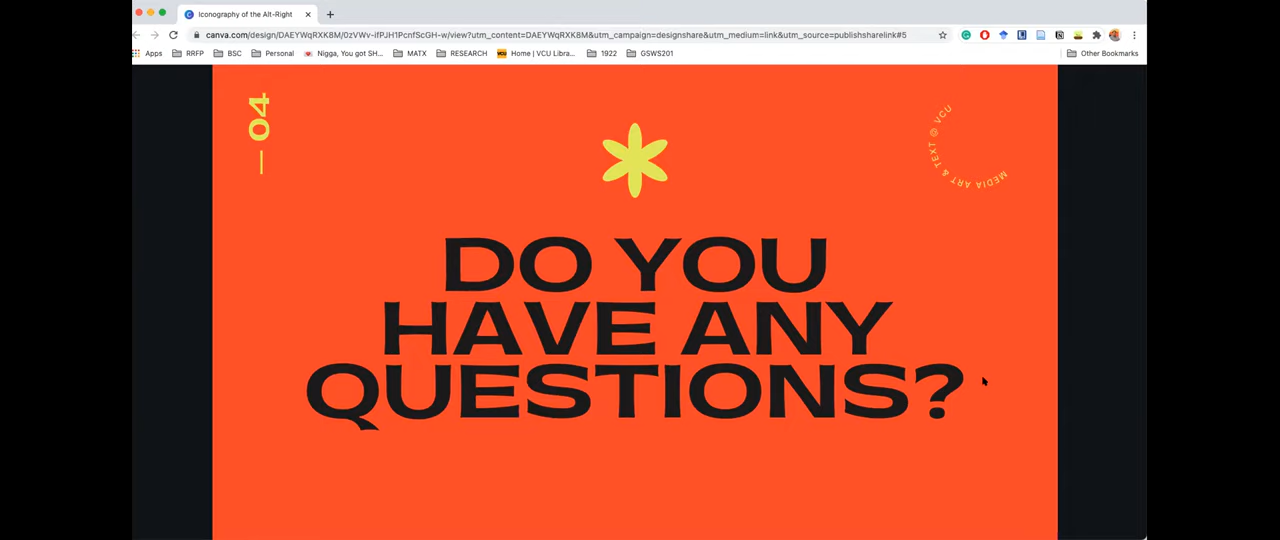 Iconography of the Alt-Right
canva.com/design/DAEYWqRXK8M/0zVWv-ifPJH1PcnfScGH-w/view?utm_content=DAEYWqRXK8M&utm_campaign=designshare&utm_medium=link&utm_source=publishsharelink#5
Apps RRFP BSC Personal Nigga, You got SH... MATX RESEARCH Home | VCU Libra... 1922 GSWS201 Other Bookmarks
— 04
MEDIA ART & TEXT @ VCU
DO YOU
HAVE ANY
QUESTIONS?